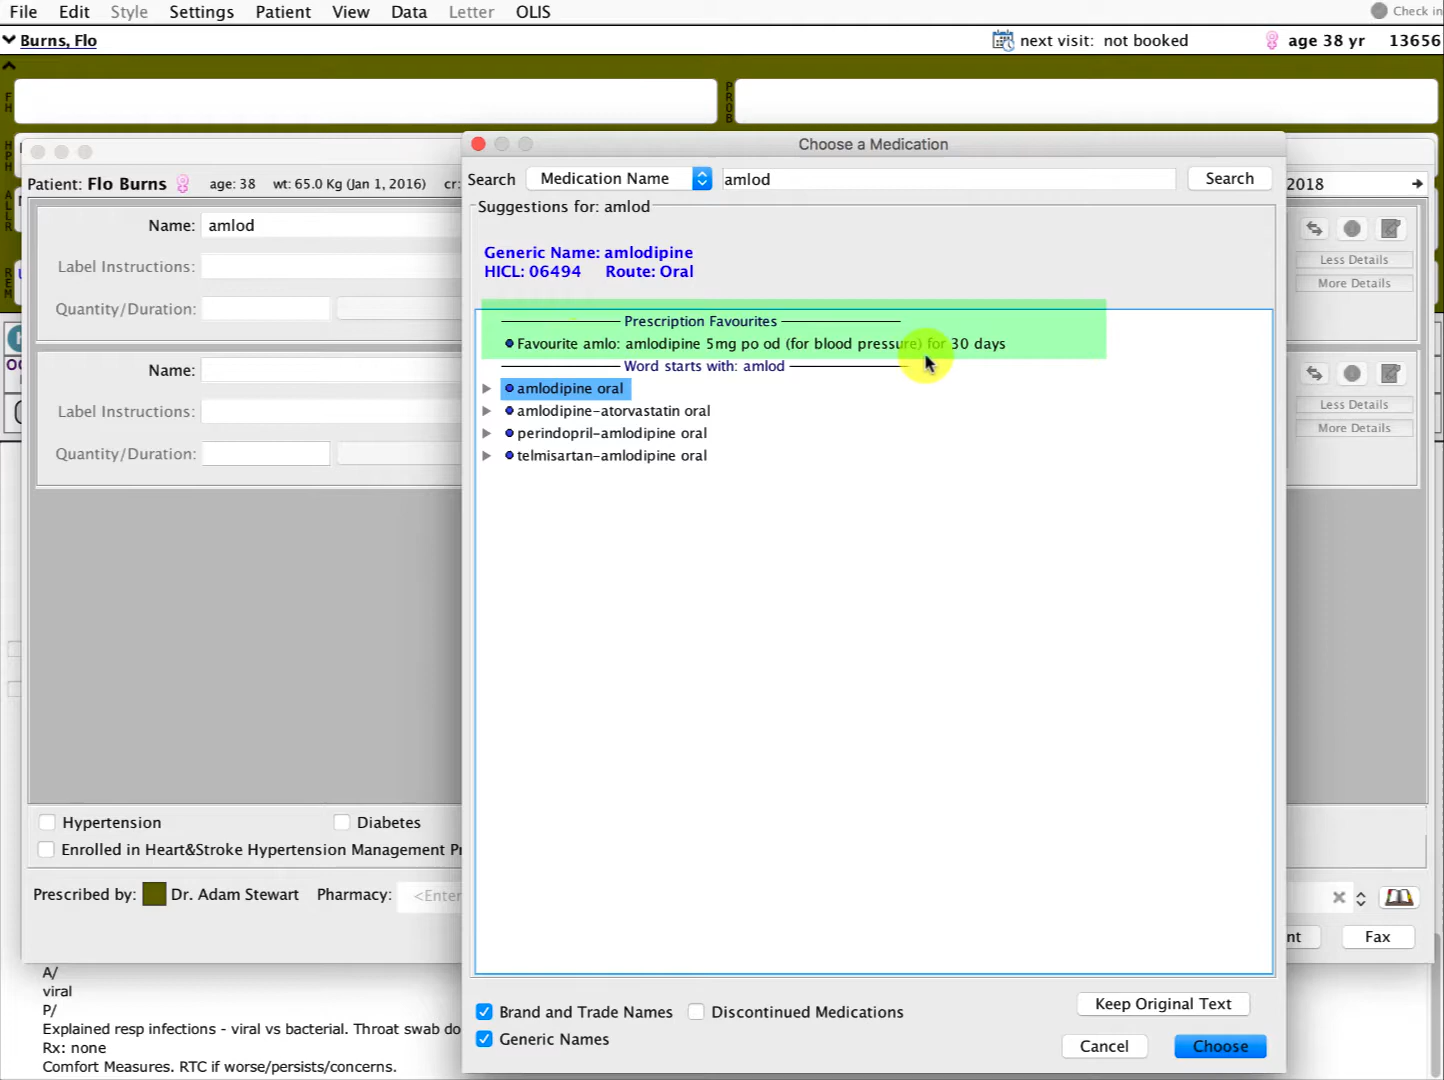 File Edit Style Settings Patient View Data Letter OLIS Check in
Burns, Flo next visit: not booked age 38 yr 13656
FH
PROB
HPH
ALLR
REM
Choose a Medication
Patient: Flo Burns age: 38 wt: 65.0 Kg (Jan 1, 2016) cr:
2018
Search Medication Name amlod Search
Suggestions for: amlod
Name: amlod
Label Instructions:
Quantity/Duration:
Less Details
More Details
Generic Name: amlodipine
HICL: 06494 Route: Oral
Prescription Favourites
Favourite amlo: amlodipine 5mg po od (for blood pressure) for 30 days
Word starts with: amlod
amlodipine oral
amlodipine-atorvastatin oral
perindopril-amlodipine oral
telmisartan-amlodipine oral
Name:
Label Instructions:
Quantity/Duration:
Less Details
More Details
Hypertension Diabetes
Enrolled in Heart&Stroke Hypertension Management P
Prescribed by: Dr. Adam Stewart Pharmacy: <Enter
nt Fax
Brand and Trade Names Discontinued Medications
Generic Names
Keep Original Text
Cancel Choose
A/
viral
P/
Explained resp infections - viral vs bacterial. Throat swab do
Rx: none
Comfort Measures. RTC if worse/persists/concerns.